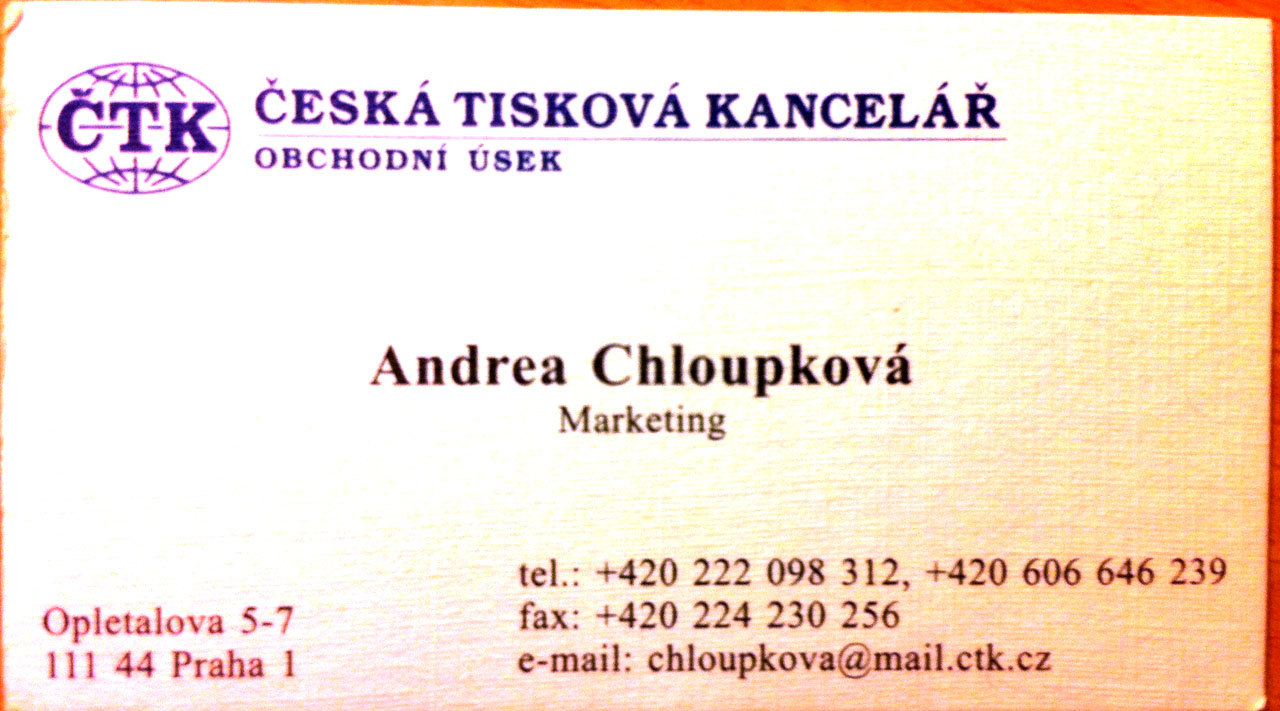 ČTK
ČESKÁ TISKOVÁ KANCELÁŘ
OBCHODNÍ ÚSEK
Andrea Chloupková
Marketing
Opletalova 5-7
111 44 Praha 1
tel.: +420 222 098 312, +420 606 646 239
fax: +420 224 230 256
e-mail: chloupkova@mail.ctk.cz